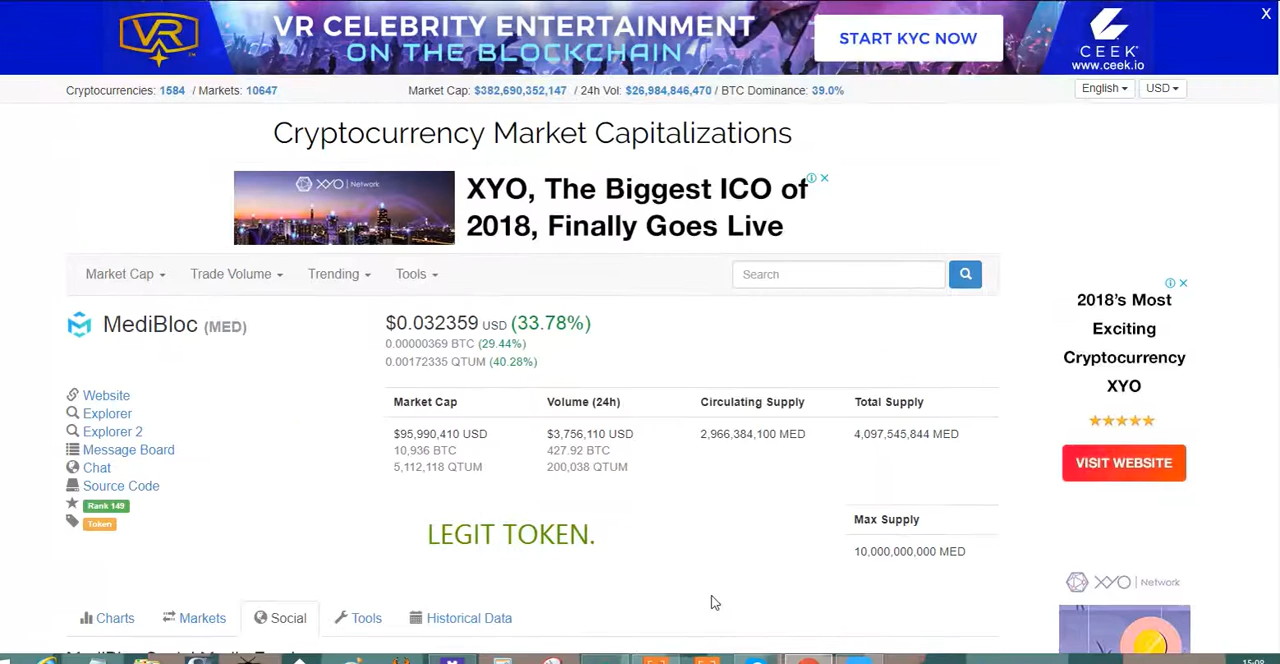 VR
VR CELEBRITY ENTERTAINMENT
ON THE BLOCKCHAIN
START KYC NOW
CEEK
www.ceek.io
X
Cryptocurrencies: 1584 / Markets: 10647
Market Cap: $382,690,352,147 / 24h Vol: $26,984,846,470 / BTC Dominance: 39.0%
English
USD
Cryptocurrency Market Capitalizations
XYO | Network
XYO, The Biggest ICO of
2018, Finally Goes Live
Market Cap
Trade Volume
Trending
Tools
Search
MediBloc (MED)
$0.032359 USD (33.78%)
0.00000369 BTC (29.44%)
0.00172335 QTUM (40.28%)
Website
Explorer
Explorer 2
Message Board
Chat
Source Code
Rank 149
Token
Market Cap
$95,990,410 USD
10,936 BTC
5,112,118 QTUM
Volume (24h)
$3,756,110 USD
427.92 BTC
200,038 QTUM
Circulating Supply
2,966,384,100 MED
Total Supply
4,097,545,844 MED
Max Supply
10,000,000,000 MED
LEGIT TOKEN.
2018's Most
Exciting
Cryptocurrency
XYO
VISIT WEBSITE
XYO | Network
Charts
Markets
Social
Tools
Historical Data